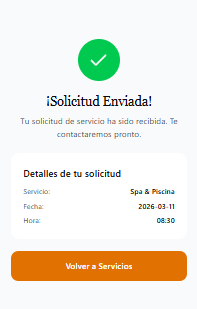 ¡Solicitud Enviada!
Tu solicitud de servicio ha sido recibida. Te
contactaremos pronto.
Detalles de tu solicitud
Servicio: Spa & Piscina
Fecha: 2026-03-11
Hora: 08:30
Volver a Servicios